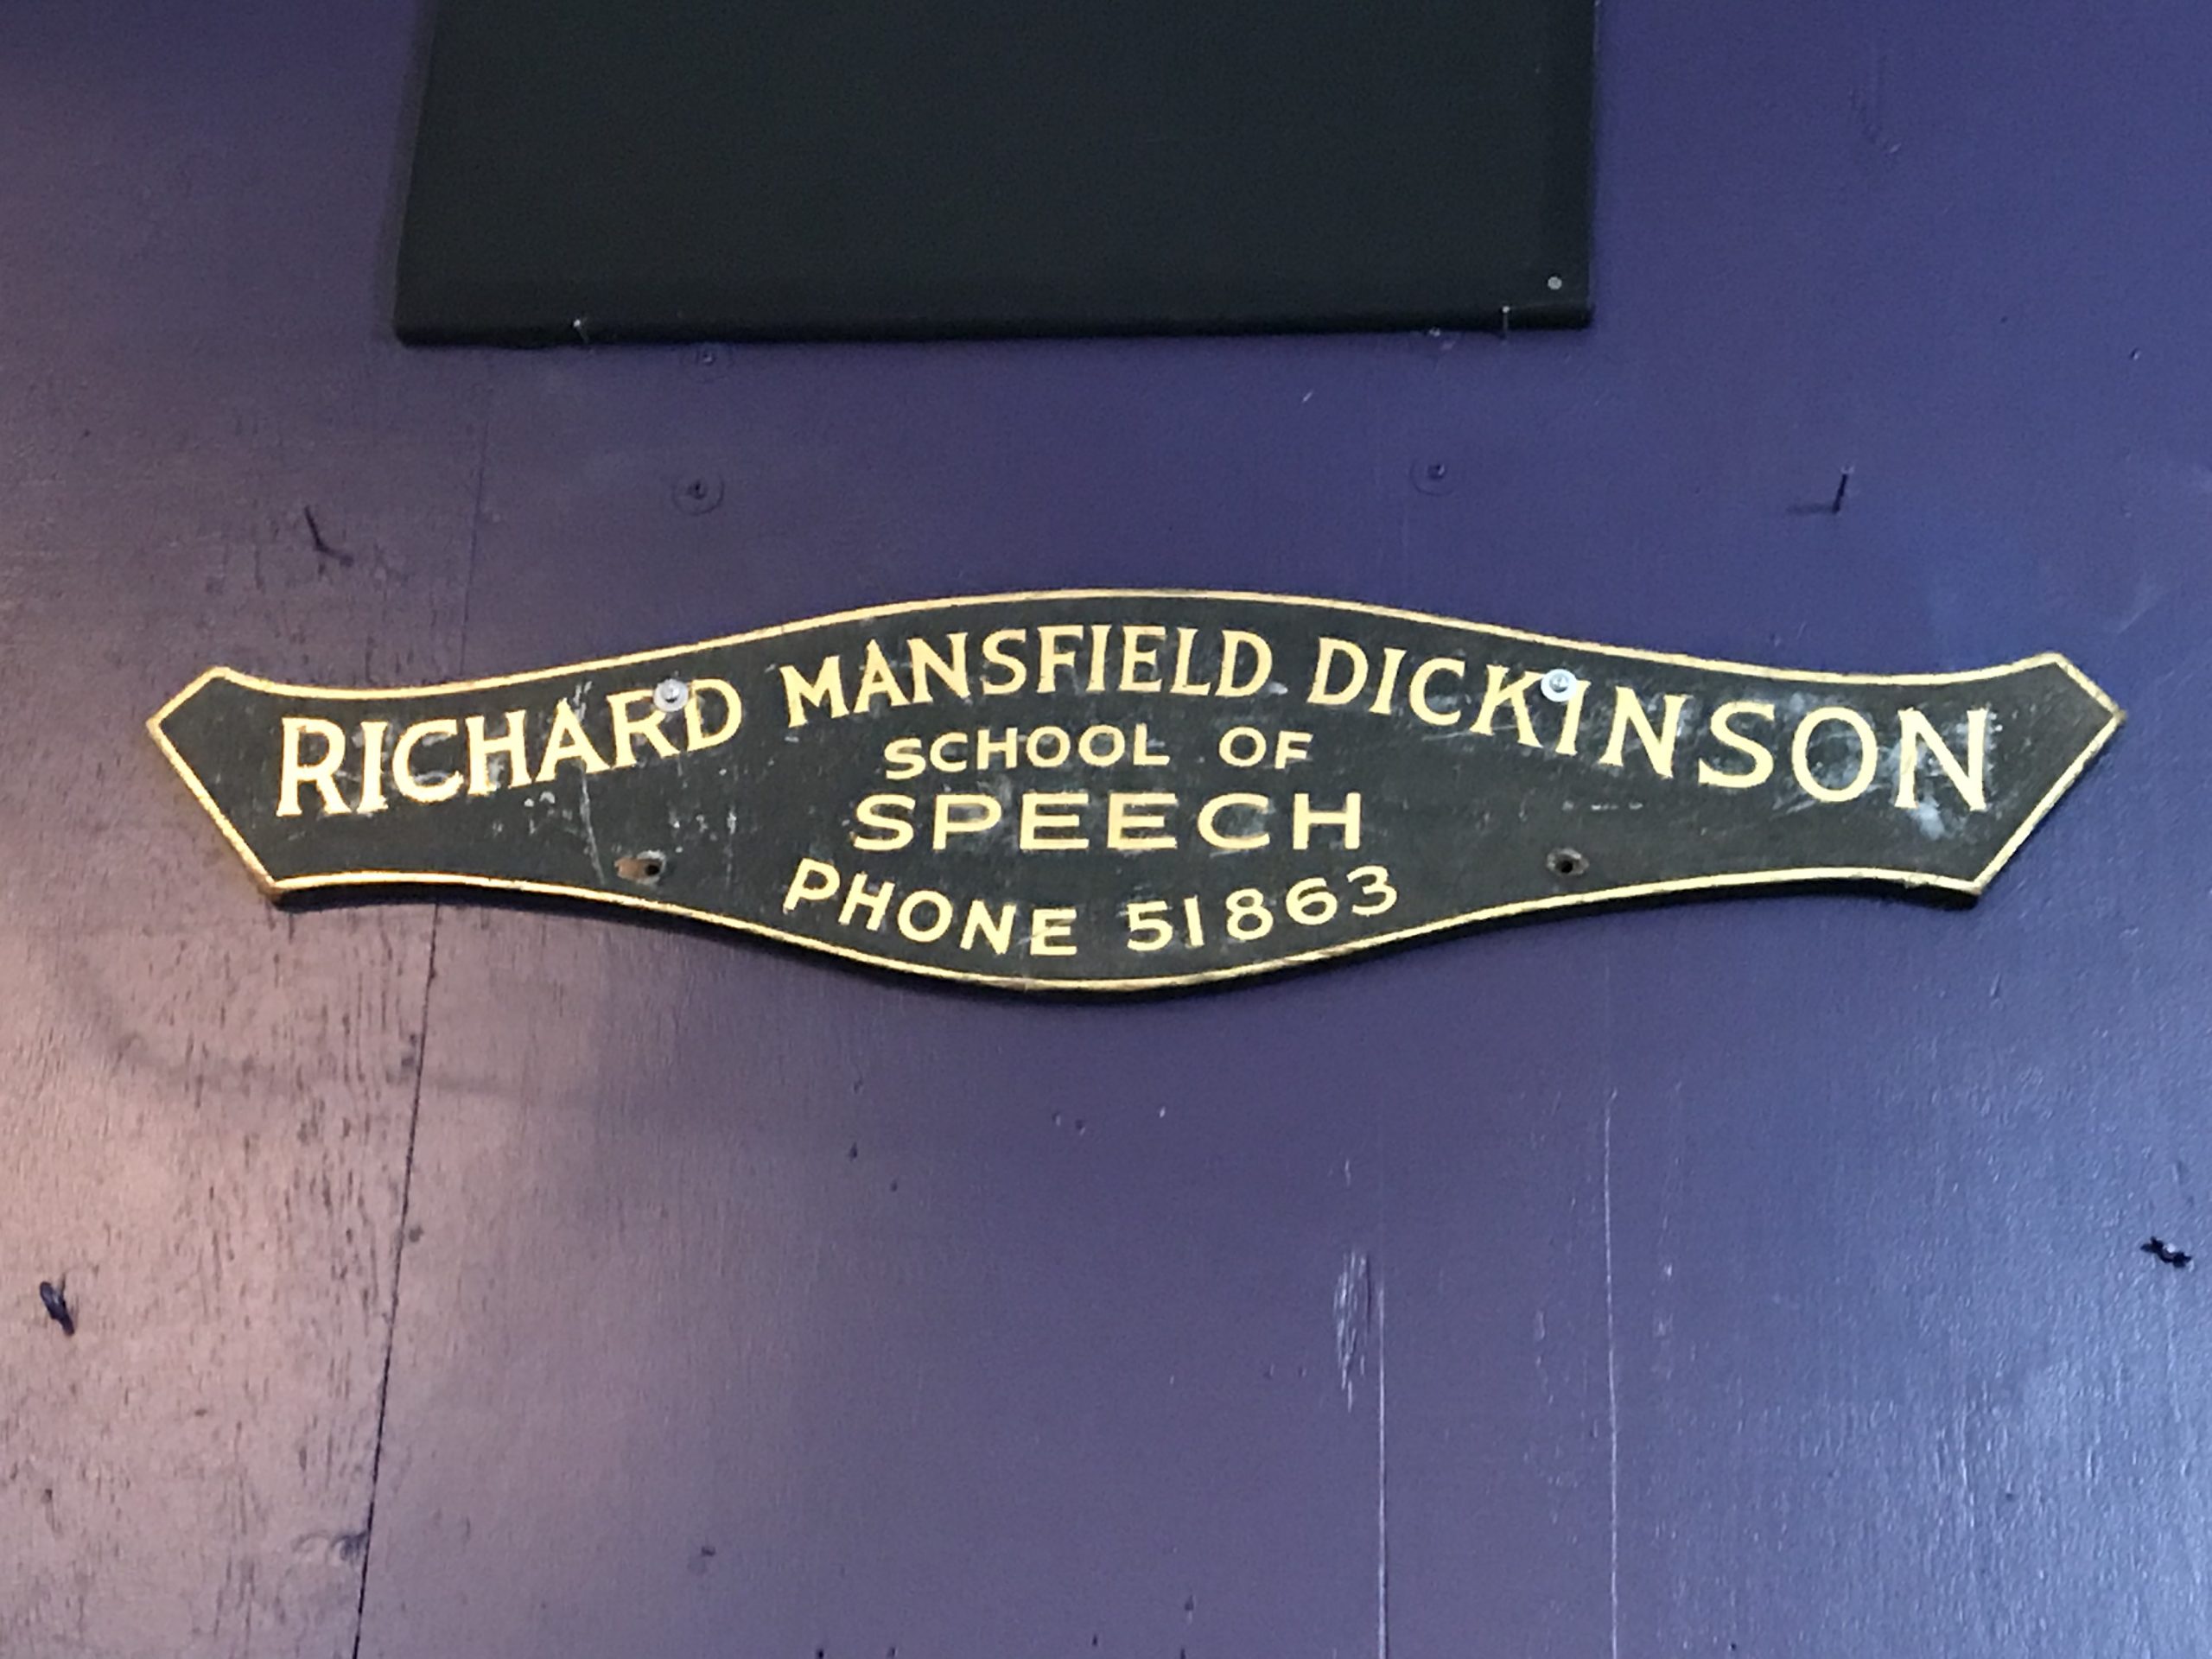 RICHARD MANSFIELD DICKINSON
SCHOOL OF
SPEECH
PHONE 51863